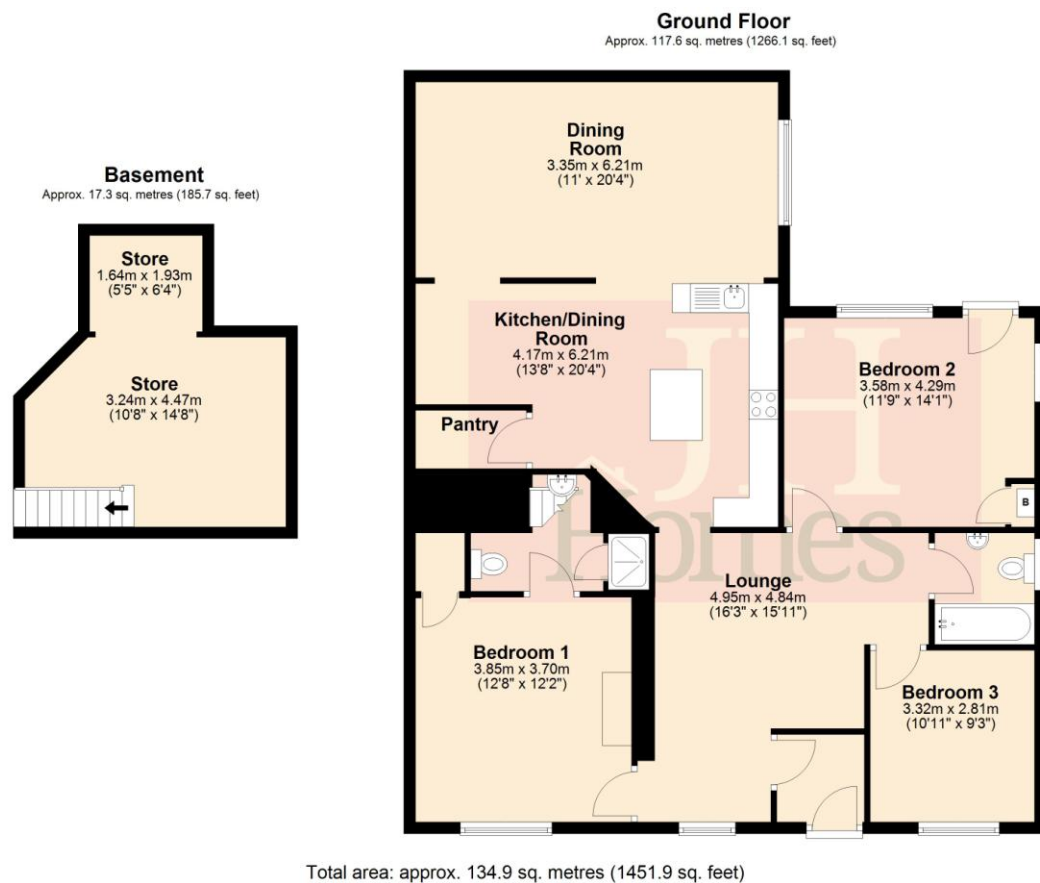 Ground Floor
Approx. 117.6 sq. metres (1266.1 sq. feet)
Dining
Room
3.35m x 6.21m
(11' x 20'4")
Basement
Approx. 17.3 sq. metres (185.7 sq. feet)
Store
1.64m x 1.93m
(5'5" x 6'4")
Store
3.24m x 4.47m
(10'8" x 14'8")
Kitchen/Dining
Room
4.17m x 6.21m
(13'8" x 20'4")
Pantry
Bedroom 2
3.58m x 4.29m
(11'9" x 14'1")
B
JH
Homes
Lounge
4.95m x 4.84m
(16'3" x 15'11")
Bedroom 1
3.85m x 3.70m
(12'8" x 12'2")
Bedroom 3
3.32m x 2.81m
(10'11" x 9'3")
Total area: approx. 134.9 sq. metres (1451.9 sq. feet)